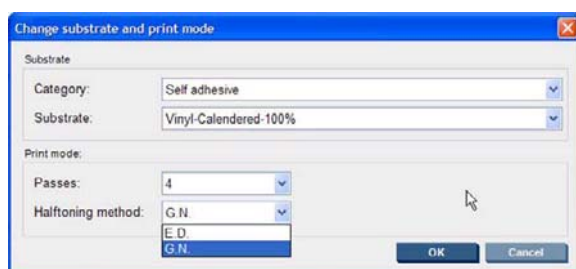 Change substrate and print mode
Substrate
Category: Self adhesive
Substrate: Vinyl-Calendered-100%
Print mode:
Passes: 4
Halftoning method: G.N.
E.D.
G.N.
OK Cancel